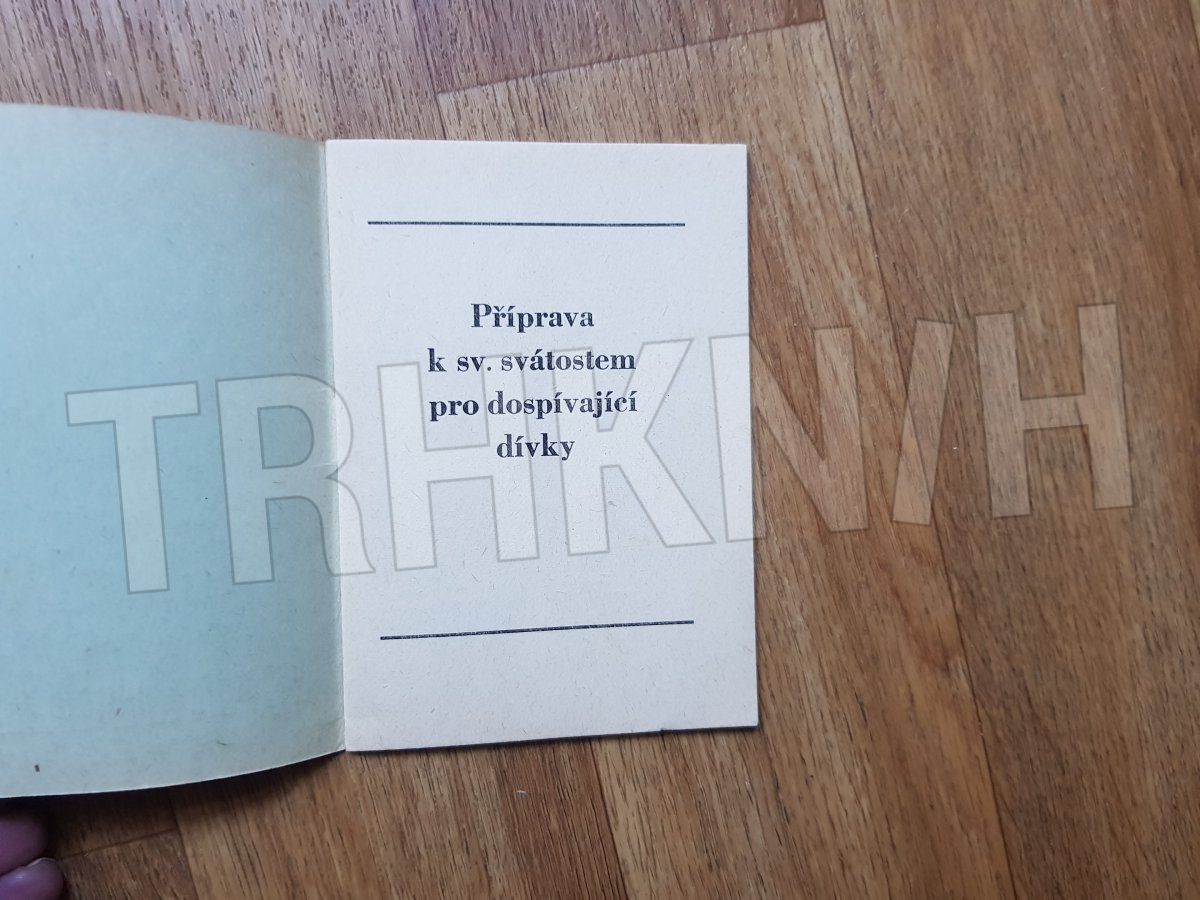 Příprava
k sv. svátostem
pro dospívající
dívky
TRHKNIH